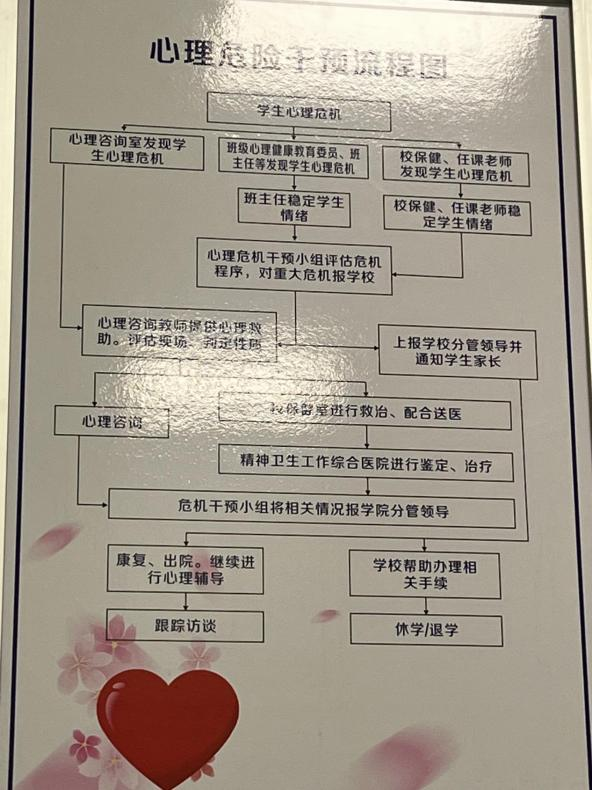 心理危险干预流程图
学生心理危机
心理咨询室发现学
生心理危机
班级心理健康教育委员、班
主任等发现学生心理危机
校保健、任课老师
发现学生心理危机
班主任稳定学生
情绪
校保健、任课老师稳
定学生情绪
心理危机干预小组评估危机
程序，对重大危机报学校
心理咨询教师提供心理救
助。评估现场、判定性质
上报学校分管领导并
通知学生家长
心理咨询
校保健室进行救治、配合送医
精神卫生工作综合医院进行鉴定、治疗
危机干预小组将相关情况报学院分管领导
康复、出院。继续进
行心理辅导
学校帮助办理相
关手续
跟踪访谈
休学/退学